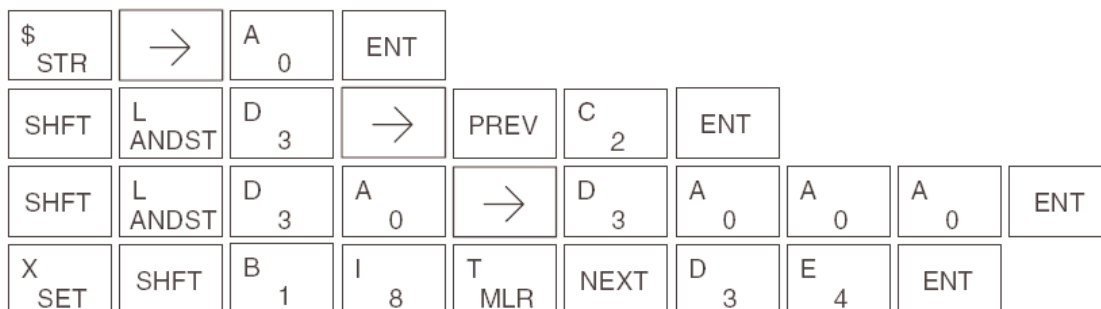 $ STR → A 0 ENT
SHFT L ANDST D 3 → PREV C 2 ENT
SHFT L ANDST D 3 A 0 → D 3 A 0 A 0 A 0 ENT
X SET SHFT B 1 I 8 T MLR NEXT D 3 E 4 ENT